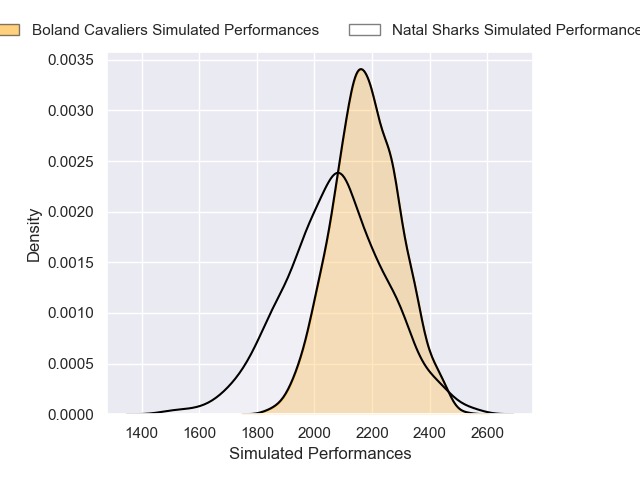 Boland Cavaliers Simulated Performances
Natal Sharks Simulated Performance
0.0035
0.0030
0.0025
0.0020
0.0015
0.0010
0.0005
0.0000
Density
1400 1600 1800 2000 2200 2400 2600
Simulated Performances